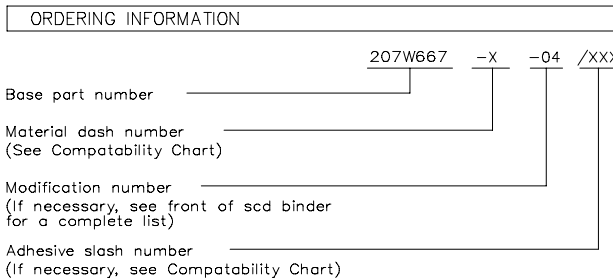 ORDERING INFORMATION
207W667 -X -04 /XXX
Base part number
Material dash number
(See Compatability Chart)
Modification number
(If necessary, see front of scd binder
for a complete list)
Adhesive slash number
(If necessary, see Compatability Chart)